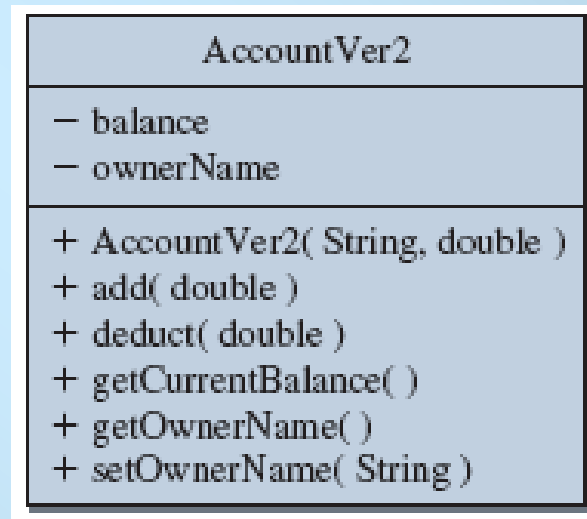 AccountVer2
− balance
− ownerName
+ AccountVer2( String, double )
+ add( double )
+ deduct( double )
+ getCurrentBalance( )
+ getOwnerName( )
+ setOwnerName( String )